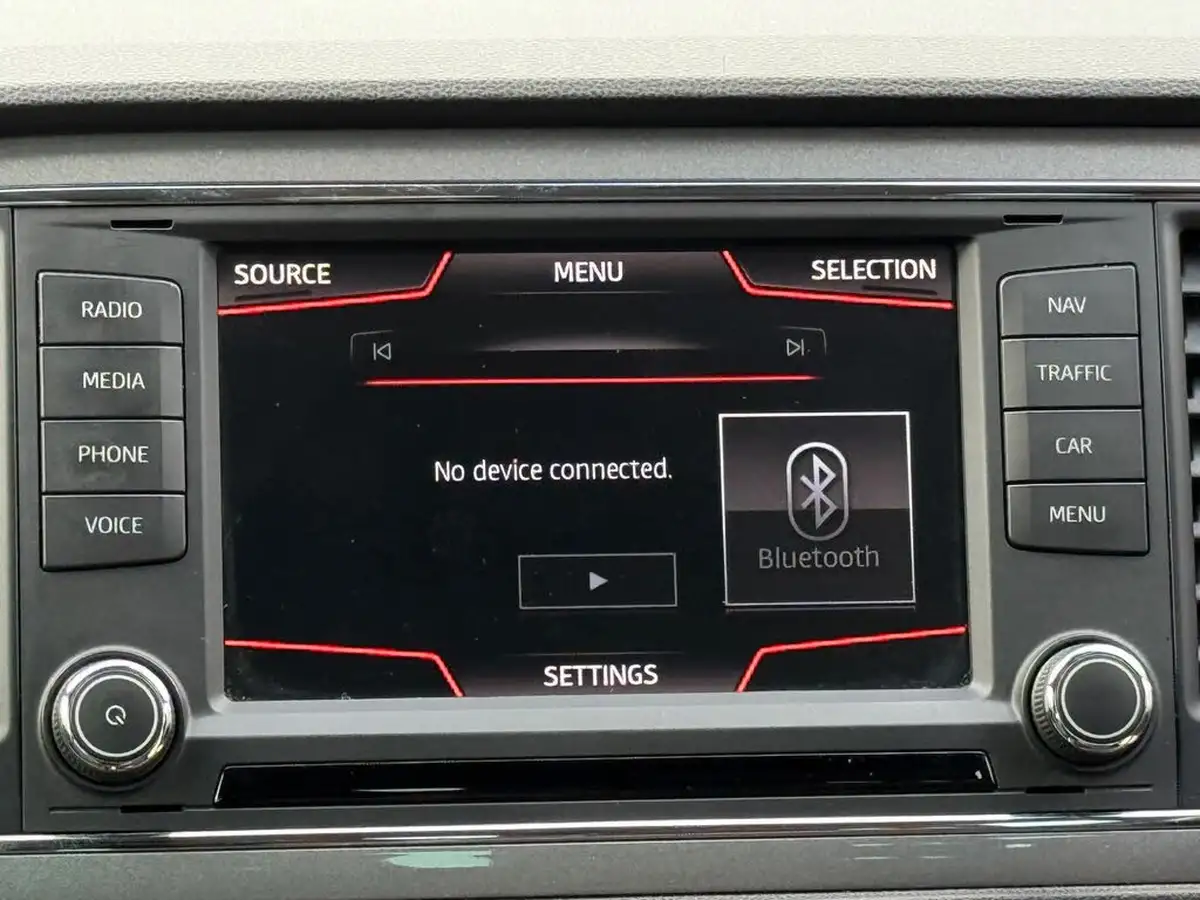 SOURCE
MENU
SELECTION
RADIO
MEDIA
PHONE
VOICE
No device connected.
Bluetooth
SETTINGS
NAV
TRAFFIC
CAR
MENU